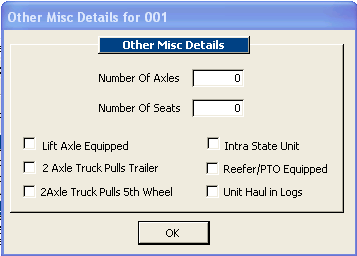 Other Misc Details for 001
Other Misc Details
Number Of Axles 0
Number Of Seats 0
Lift Axle Equipped Intra State Unit
2 Axle Truck Pulls Trailer Reefer/PTO Equipped
2Axle Truck Pulls 5th Wheel Unit Haul in Logs
OK